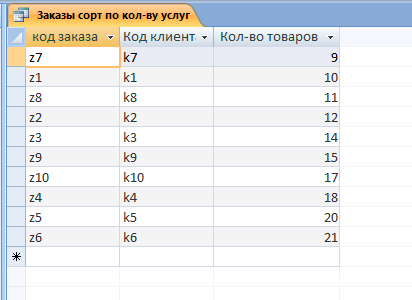 Заказы сорт по кол-ву услуг
код заказа Код клиент Кол-во товаров
z7 k7 9
z1 k1 10
z8 k8 11
z2 k2 12
z3 k3 14
z9 k9 15
z10 k10 17
z4 k4 18
z5 k5 20
z6 k6 21